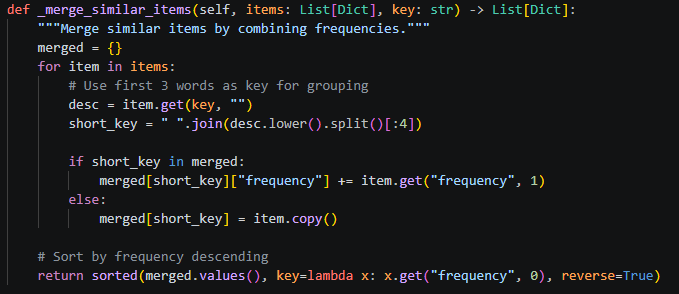 def _merge_similar_items(self, items: List[Dict], key: str) -> List[Dict]:
    """Merge similar items by combining frequencies."""
    merged = {}
    for item in items:
        # Use first 3 words as key for grouping
        desc = item.get(key, "")
        short_key = " ".join(desc.lower().split()[:4])

        if short_key in merged:
            merged[short_key]["frequency"] += item.get("frequency", 1)
        else:
            merged[short_key] = item.copy()

    # Sort by frequency descending
    return sorted(merged.values(), key=lambda x: x.get("frequency", 0), reverse=True)